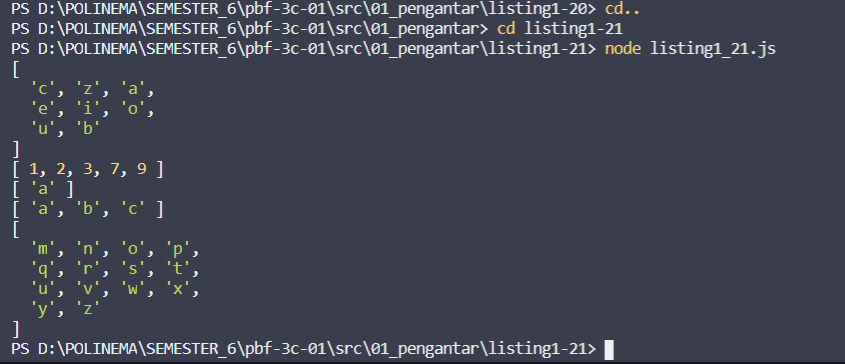 PS D:\POLINEMA\SEMESTER_6\pbf-3c-01\src\01_pengantar\listing1-20> cd..
PS D:\POLINEMA\SEMESTER_6\pbf-3c-01\src\01_pengantar> cd listing1-21
PS D:\POLINEMA\SEMESTER_6\pbf-3c-01\src\01_pengantar\listing1-21> node listing1_21.js
[
  'c', 'z', 'a',
  'e', 'i', 'o',
  'u', 'b'
]
[ 1, 2, 3, 7, 9 ]
[ 'a' ]
[ 'a', 'b', 'c' ]
[
  'm', 'n', 'o', 'p',
  'q', 'r', 's', 't',
  'u', 'v', 'w', 'x',
  'y', 'z'
]
PS D:\POLINEMA\SEMESTER_6\pbf-3c-01\src\01_pengantar\listing1-21>